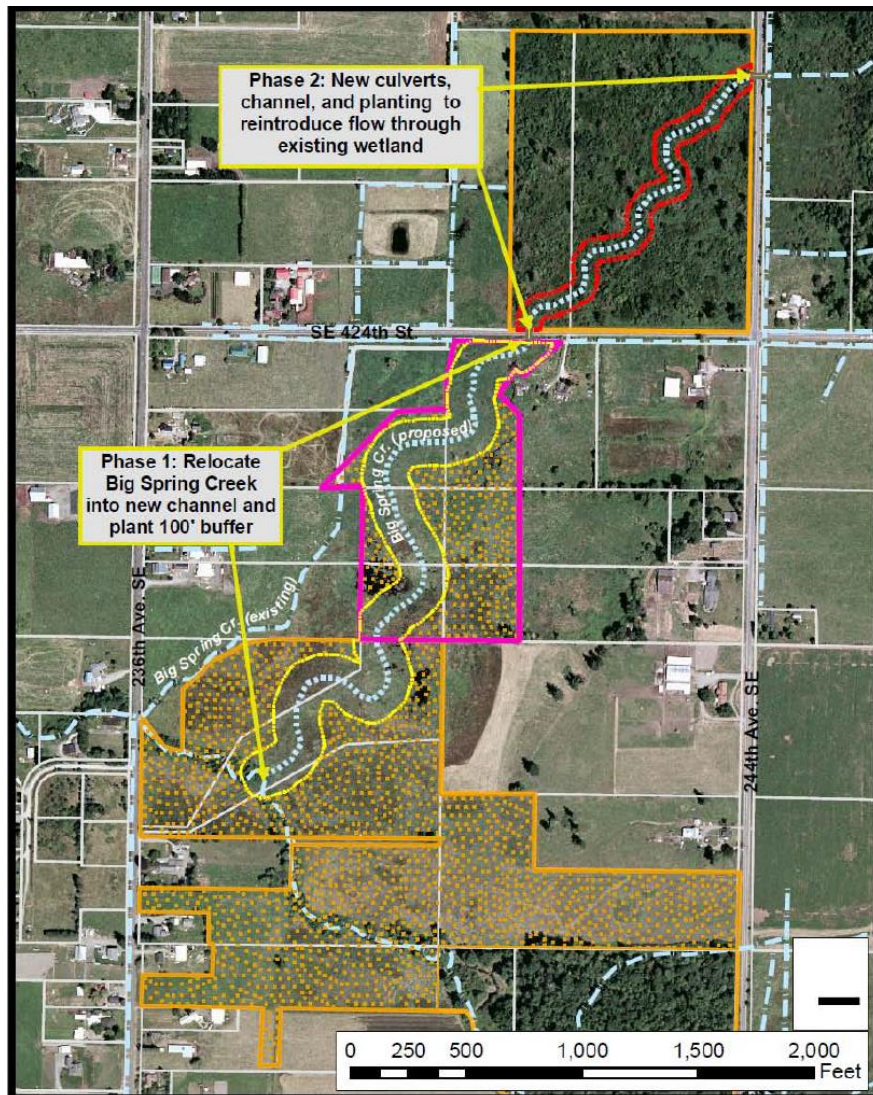 Phase 2: New culverts,
channel, and planting to
reintroduce flow through
existing wetland
SE 424th St.
Big Spring Cr. (proposed)
Phase 1: Relocate
Big Spring Creek
into new channel and
plant 100' buffer
Big Spring Cr. (existing)
236th Ave. SE
244th Ave. SE
0 250 500 1,000 1,500 2,000
Feet